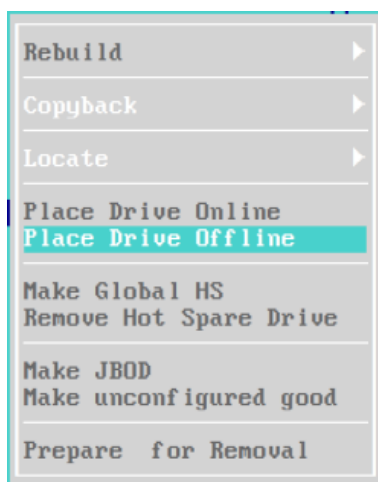 Rebuild
Copyback
Locate
Place Drive Online
Place Drive Offline
Make Global HS
Remove Hot Spare Drive
Make JBOD
Make unconfigured good
Prepare for Removal